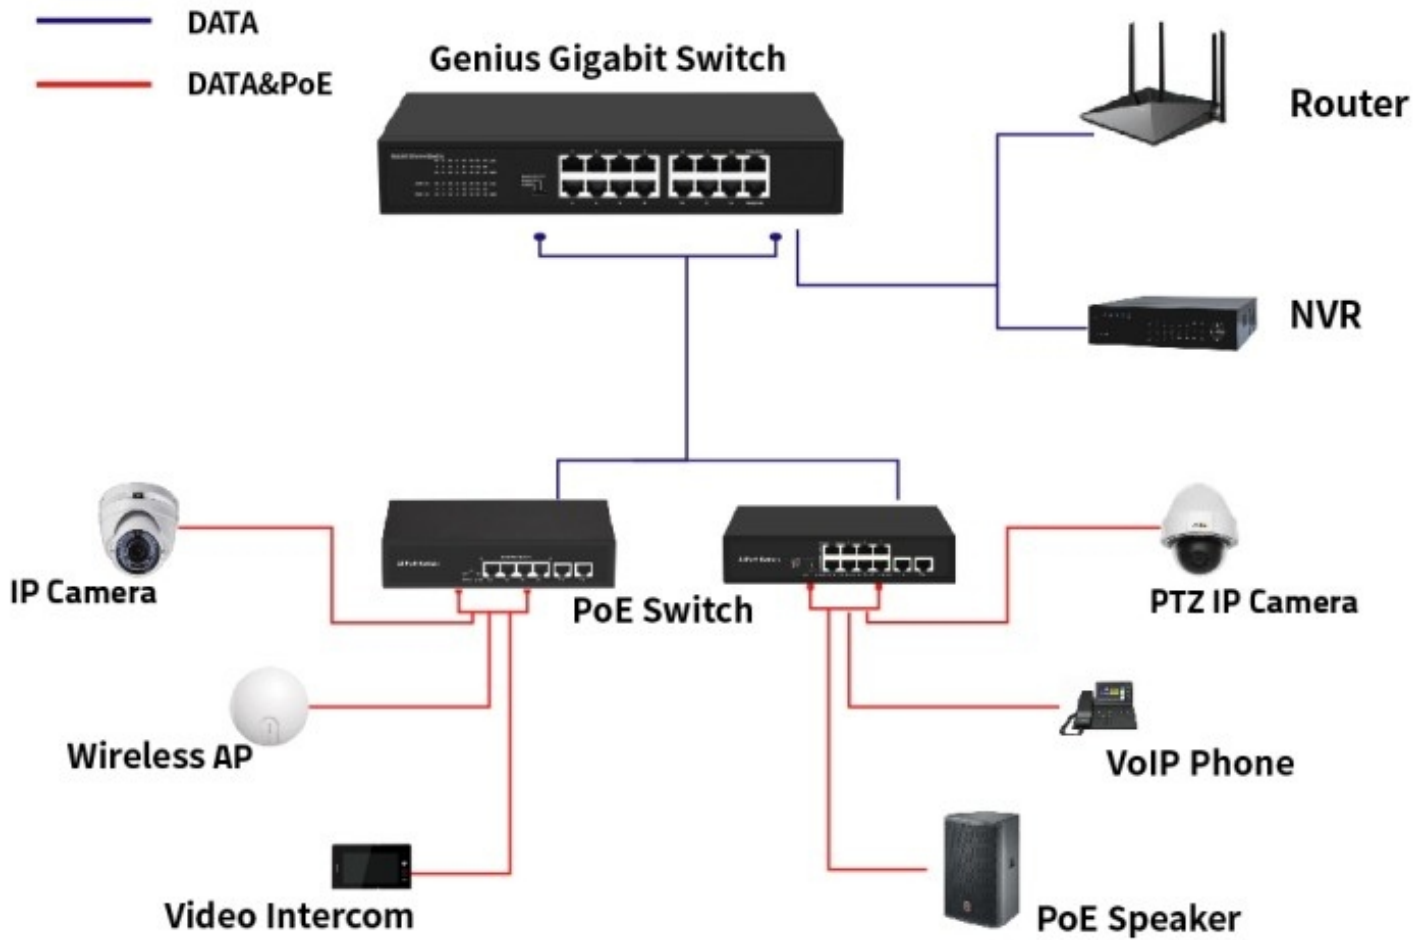 DATA
DATA&PoE
Genius Gigabit Switch
Router
NVR
IP Camera
PoE Switch
PTZ IP Camera
Wireless AP
VoIP Phone
Video Intercom
PoE Speaker